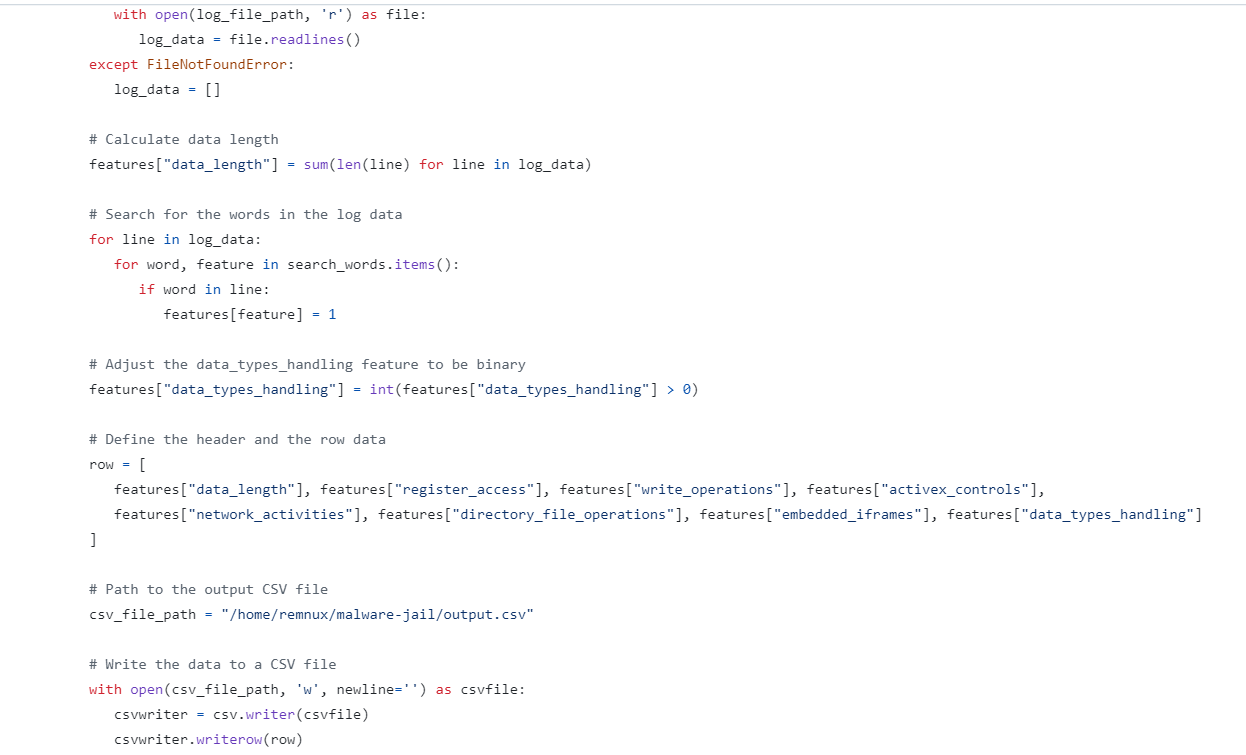 with open(log_file_path, 'r') as file:
log_data = file.readlines()
except FileNotFoundError:
log_data = []
# Calculate data length
features["data_length"] = sum(len(line) for line in log_data)
# Search for the words in the log data
for line in log_data:
for word, feature in search_words.items():
if word in line:
features[feature] = 1
# Adjust the data_types_handling feature to be binary
features["data_types_handling"] = int(features["data_types_handling"] > 0)
# Define the header and the row data
row = [
features["data_length"], features["register_access"], features["write_operations"], features["activex_controls"],
features["network_activities"], features["directory_file_operations"], features["embedded_iframes"], features["data_types_handling"]
]
# Path to the output CSV file
csv_file_path = "/home/remnux/malware-jail/output.csv"
# Write the data to a CSV file
with open(csv_file_path, 'w', newline='') as csvfile:
csvwriter = csv.writer(csvfile)
csvwriter.writerow(row)